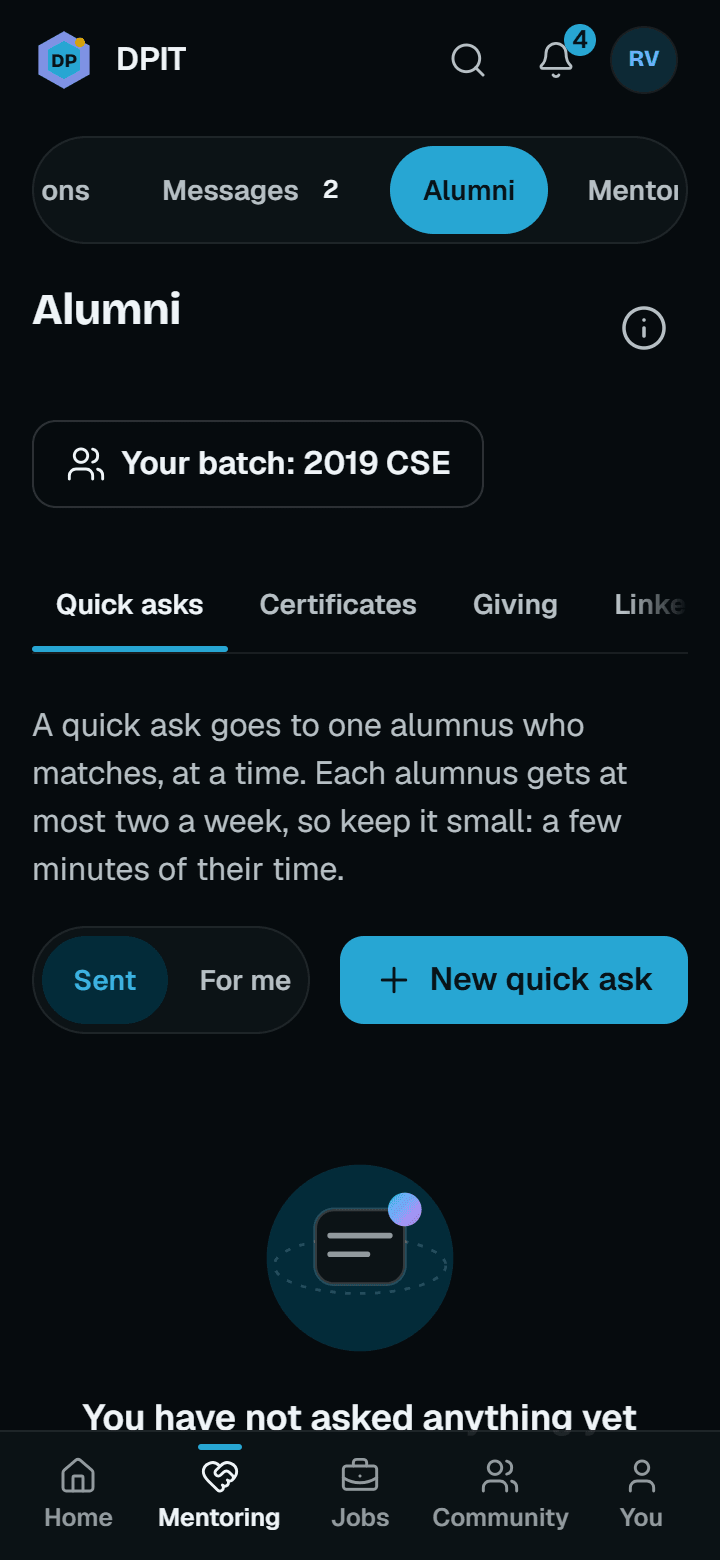 DP DPIT 4 RV
ons Messages 2 Alumni Mentor
Alumni
Your batch: 2019 CSE
Quick asks Certificates Giving Linke
A quick ask goes to one alumnus who
matches, at a time. Each alumnus gets at
most two a week, so keep it small: a few
minutes of their time.
Sent For me New quick ask
You have not asked anything yet
Home Mentoring Jobs Community You